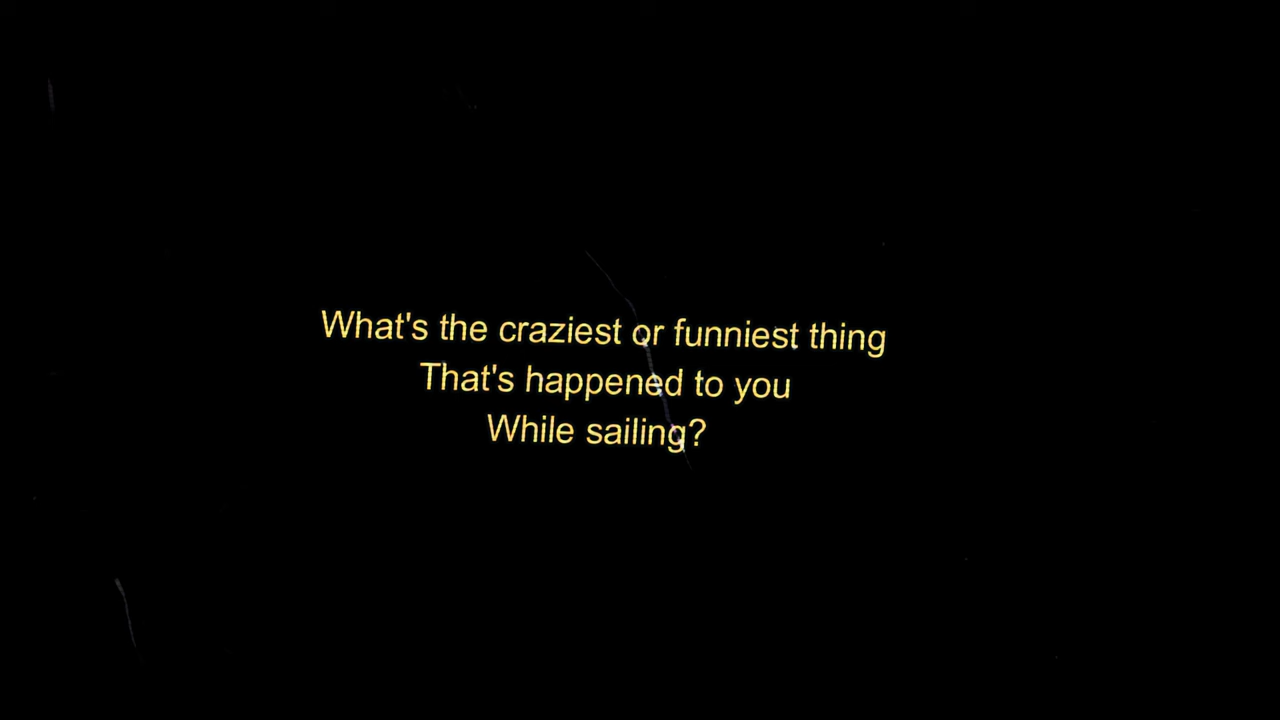 What's the craziest or funniest thing
That's happened to you
While sailing?